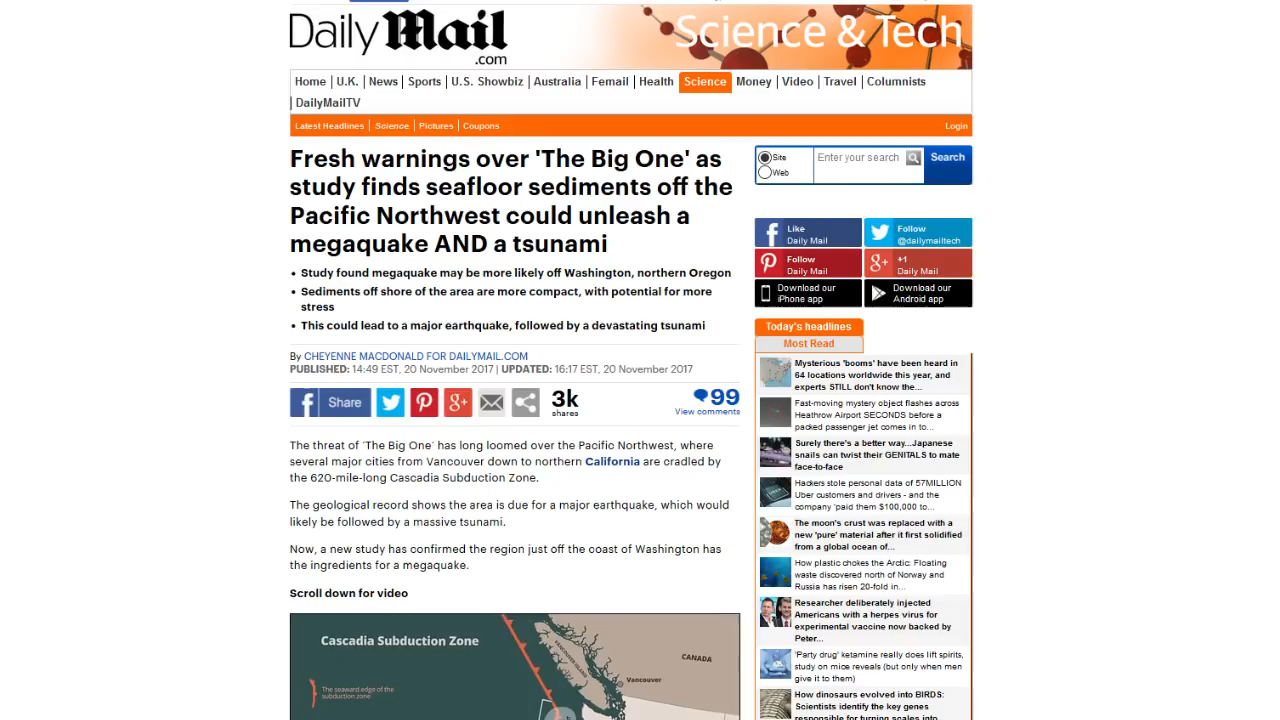 Daily Mail
.com
Science & Tech
Home U.K. News Sports U.S. Showbiz Australia Femail Health Science Money Video Travel Columnists
DailyMailTV
Latest Headlines Science Pictures Coupons Login
Fresh warnings over 'The Big One' as
study finds seafloor sediments off the
Pacific Northwest could unleash a
megaquake AND a tsunami
• Study found megaquake may be more likely off Washington, northern Oregon
• Sediments off shore of the area are more compact, with potential for more
stress
• This could lead to a major earthquake, followed by a devastating tsunami
By CHEYENNE MACDONALD FOR DAILYMAIL.COM
PUBLISHED: 14:49 EST, 20 November 2017 | UPDATED: 16:17 EST, 20 November 2017
Share
3k
shares
99
View comments
The threat of 'The Big One' has long loomed over the Pacific Northwest, where
several major cities from Vancouver down to northern California are cradled by
the 620-mile-long Cascadia Subduction Zone.
The geological record shows the area is due for a major earthquake, which would
likely be followed by a massive tsunami.
Now, a new study has confirmed the region just off the coast of Washington has
the ingredients for a megaquake.
Scroll down for video
Cascadia Subduction Zone
The seaward edge of the
subduction zone
VANCOUVER ISLAND
CANADA
Vancouver
Site
Web
Enter your search
Search
Like
Daily Mail
Follow
@dailymailtech
Follow
Daily Mail
+1
Daily Mail
Download our
iPhone app
Download our
Android app
Today's headlines
Most Read
Mysterious 'booms' have been heard in
64 locations worldwide this year, and
experts STILL don't know the...
Fast-moving mystery object flashes across
Heathrow Airport SECONDS before a
packed passenger jet comes in to...
Surely there's a better way...Japanese
snails can twist their GENITALS to mate
face-to-face
Hackers stole personal data of 57MILLION
Uber customers and drivers - and the
company 'paid them $100,000 to...
The moon's crust was replaced with a
new 'pure' material after it first solidified
from a global ocean of...
How plastic chokes the Arctic: Floating
waste discovered north of Norway and
Russia has risen 20-fold in...
Researcher deliberately injected
Americans with a herpes virus for
experimental vaccine now backed by
Peter...
'Party drug' ketamine really does lift spirits,
study on mice reveals (but only when men
give it to them)
How dinosaurs evolved into BIRDS:
Scientists identify the key genes
responsible for turning scales into